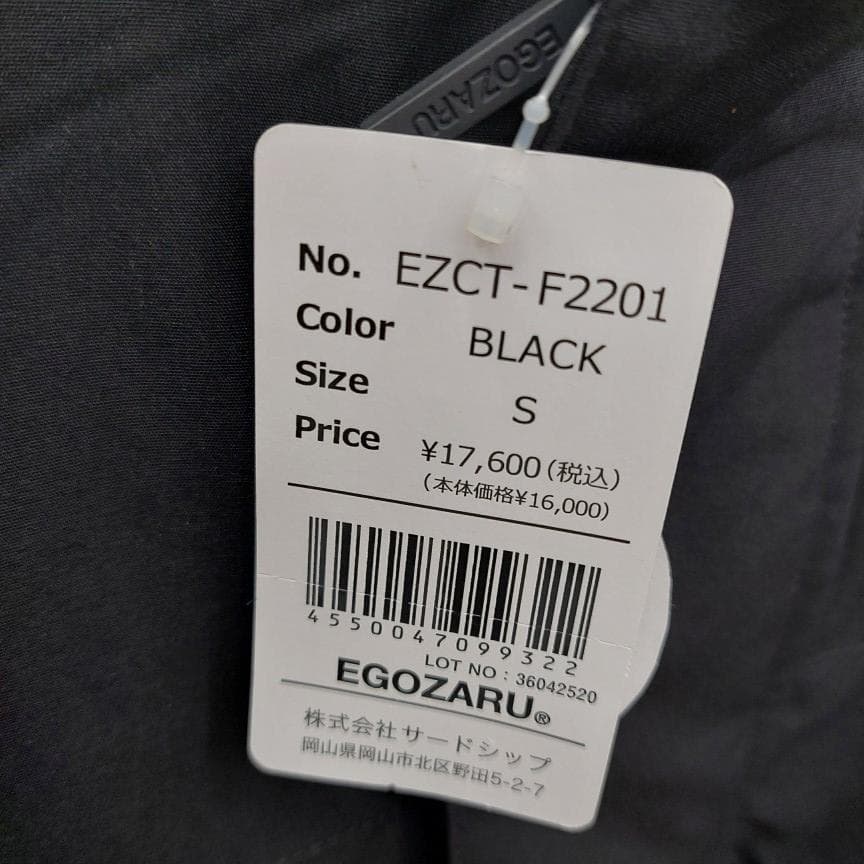 EGOZARU
No. EZCT-F2201
Color BLACK
Size S
Price ¥17,600(税込)
(本体価格¥16,000)
4550047099322
LOT NO : 36042520
EGOZARU®
株式会社サードシップ
岡山県岡山市北区野田5-2-7